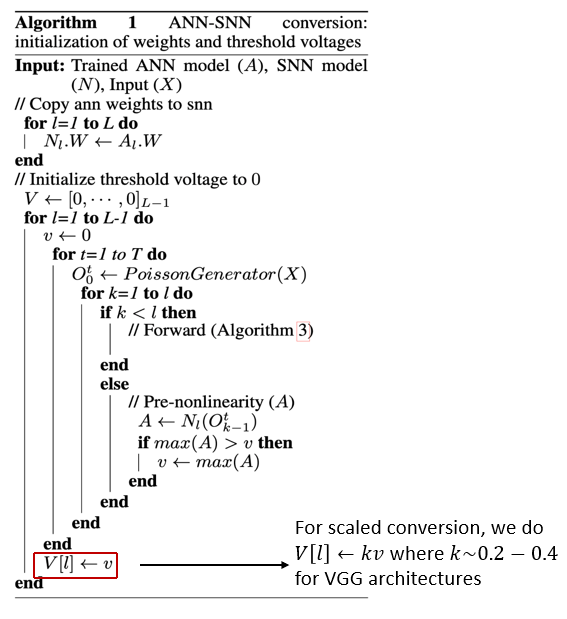 Algorithm 1 ANN-SNN conversion:
initialization of weights and threshold voltages
Input: Trained ANN model (A), SNN model
(N), Input (X)
// Copy ann weights to snn
for l=1 to L do
N_l.W ← A_l.W
end
// Initialize threshold voltage to 0
V ← [0, ⋯ , 0]_{L−1}
for l=1 to L-1 do
v ← 0
for t=1 to T do
O_0^t ← PoissonGenerator(X)
for k=1 to l do
if k < l then
// Forward (Algorithm 3)
end
else
// Pre-nonlinearity (A)
A ← N_l(O_{k−1}^t)
if max(A) > v then
v ← max(A)
end
end
end
end
V[l] ← v
end
For scaled conversion, we do
V[l] ← kv where k~0.2 − 0.4
for VGG architectures